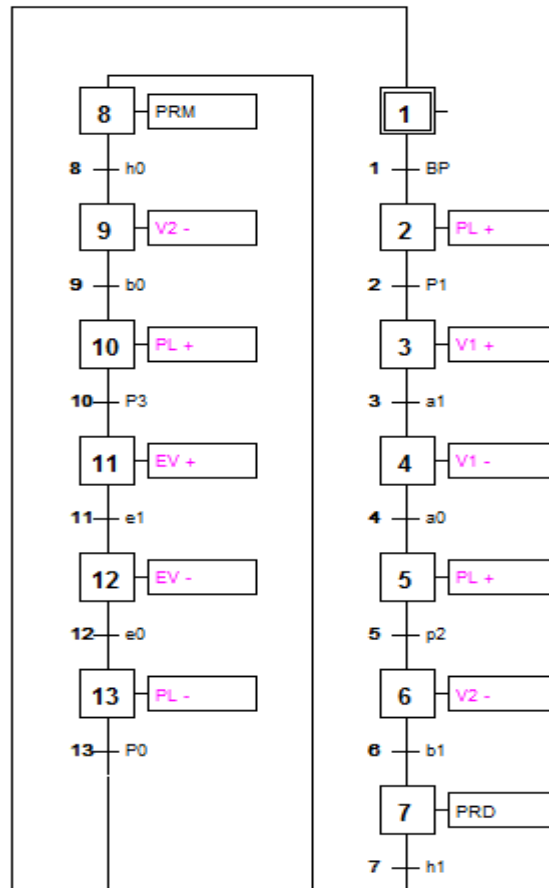 1
1 BP
2 PL +
2 P1
3 V1 +
3 a1
4 V1 -
4 a0
5 PL +
5 p2
6 V2 -
6 b1
7 PRD
7 h1
8 PRM
8 h0
9 V2 -
9 b0
10 PL +
10 P3
11 EV +
11 e1
12 EV -
12 e0
13 PL -
13 P0